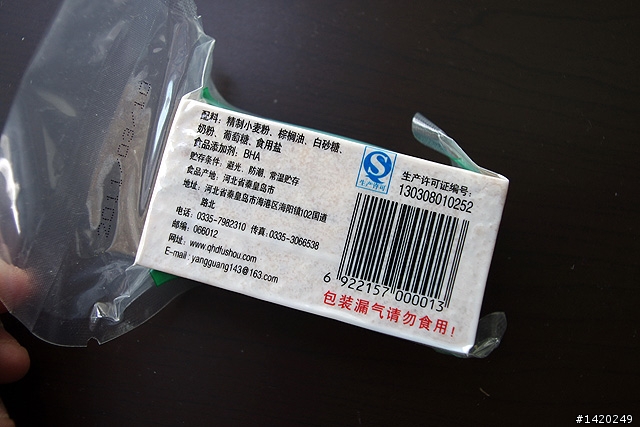 配料：精制小麦粉、棕榈油、白砂糖、
奶粉、葡萄糖、食用盐
食品添加剂：BHA
贮存条件：避光、防潮、常温贮存
食品产地：河北省秦皇岛市
地址：河北省秦皇岛市海港区海阳镇102国道
路北
电话：0335-7982310 传真：0335-3066538
邮编：066012
网址：www.qhdfushou.com
E-mail:yangguang143@163.com
S
生产许可
生产许可证编号：
130308010252
6 922157 000013
包装漏气请勿食用！
#1420249